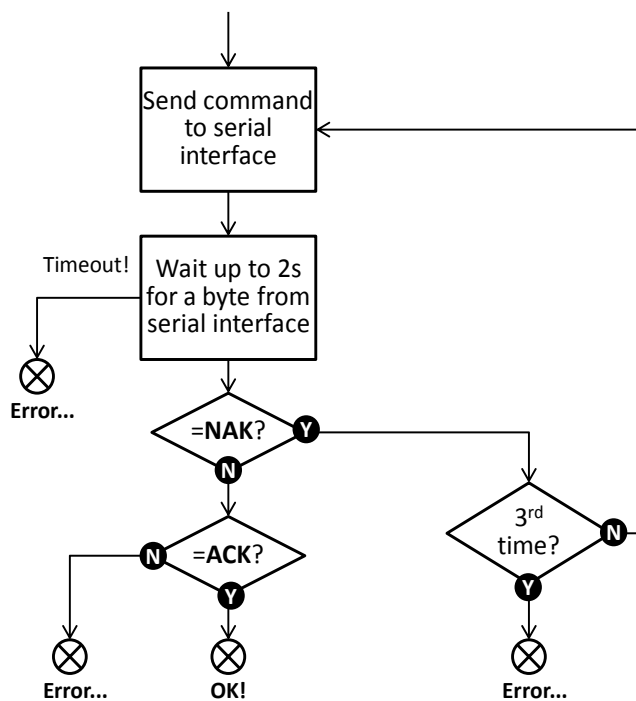 Send command
to serial
interface
Timeout!
Wait up to 2s
for a byte from
serial interface
Error...
=NAK?
Y
N
3rd
time?
N
Y
N
=ACK?
Y
Error...
OK!
Error...